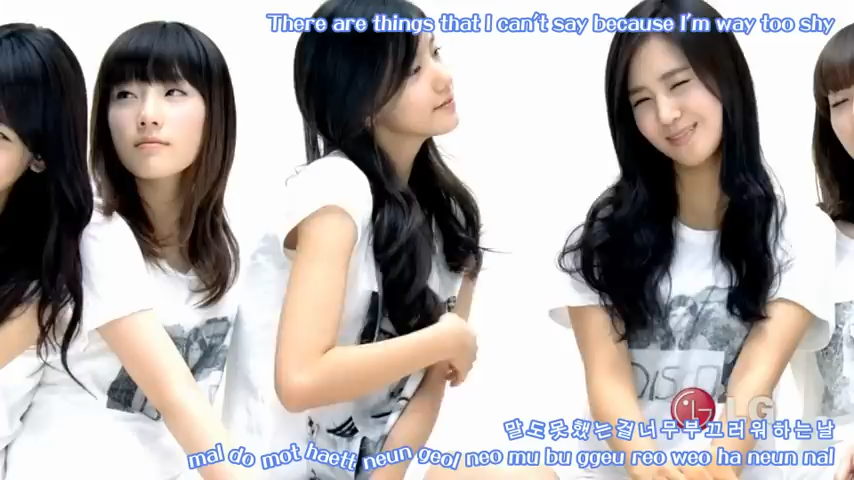 There are things that I can't say because I'm way too shy
DISCO
LG
말도못했는걸너무부끄러워하는날
mal do mot haett neun geol neo mu bu ggeu reo weo ha neun nal